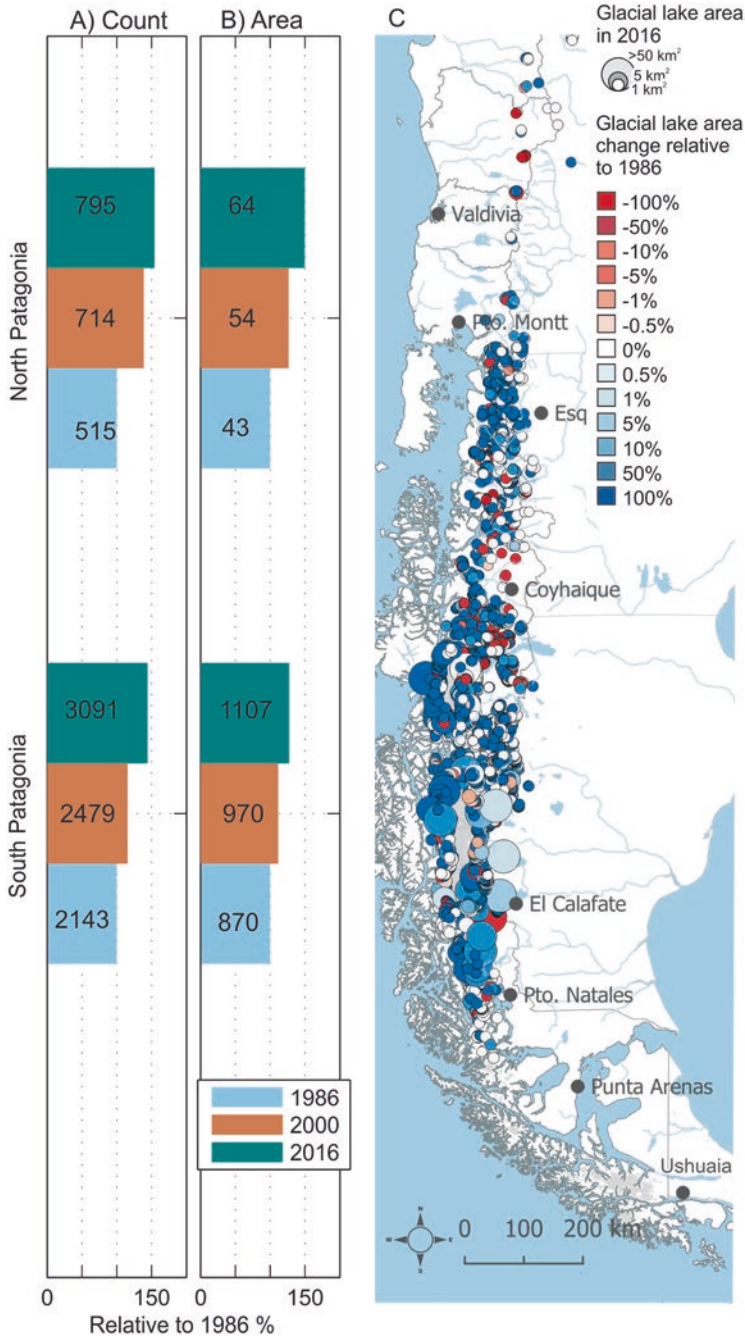 A) Count
B) Area
North Patagonia
795
64
714
54
515
43
South Patagonia
3091
1107
2479
970
2143
870
1986
2000
2016
0 150
0 150
Relative to 1986 %
C
Glacial lake area
in 2016
>50 km²
5 km²
1 km²
Glacial lake area
change relative
to 1986
-100%
-50%
-10%
-5%
-1%
-0.5%
0%
0.5%
1%
5%
10%
50%
100%
Valdivia
Pto. Montt
Esq
Coyhaique
El Calafate
Pto. Natales
Punta Arenas
Ushuaia
N
W
E
S
0 100 200 km